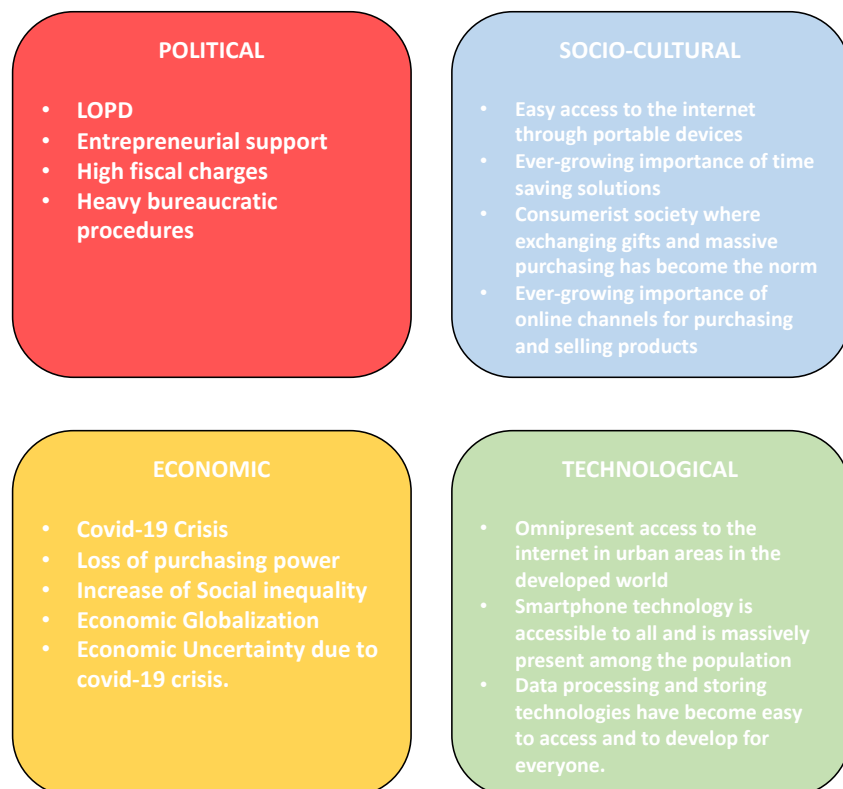 POLITICAL
• LOPD
• Entrepreneurial support
• High fiscal charges
• Heavy bureaucratic
procedures
SOCIO-CULTURAL
• Easy access to the internet
through portable devices
• Ever-growing importance of time
saving solutions
• Consumerist society where
exchanging gifts and massive
purchasing has become the norm
• Ever-growing importance of
online channels for purchasing
and selling products
ECONOMIC
• Covid-19 Crisis
• Loss of purchasing power
• Increase of Social inequality
• Economic Globalization
• Economic Uncertainty due to
covid-19 crisis.
TECHNOLOGICAL
• Omnipresent access to the
internet in urban areas in the
developed world
• Smartphone technology is
accessible to all and is massively
present among the population
• Data processing and storing
technologies have become easy
to access and to develop for
everyone.